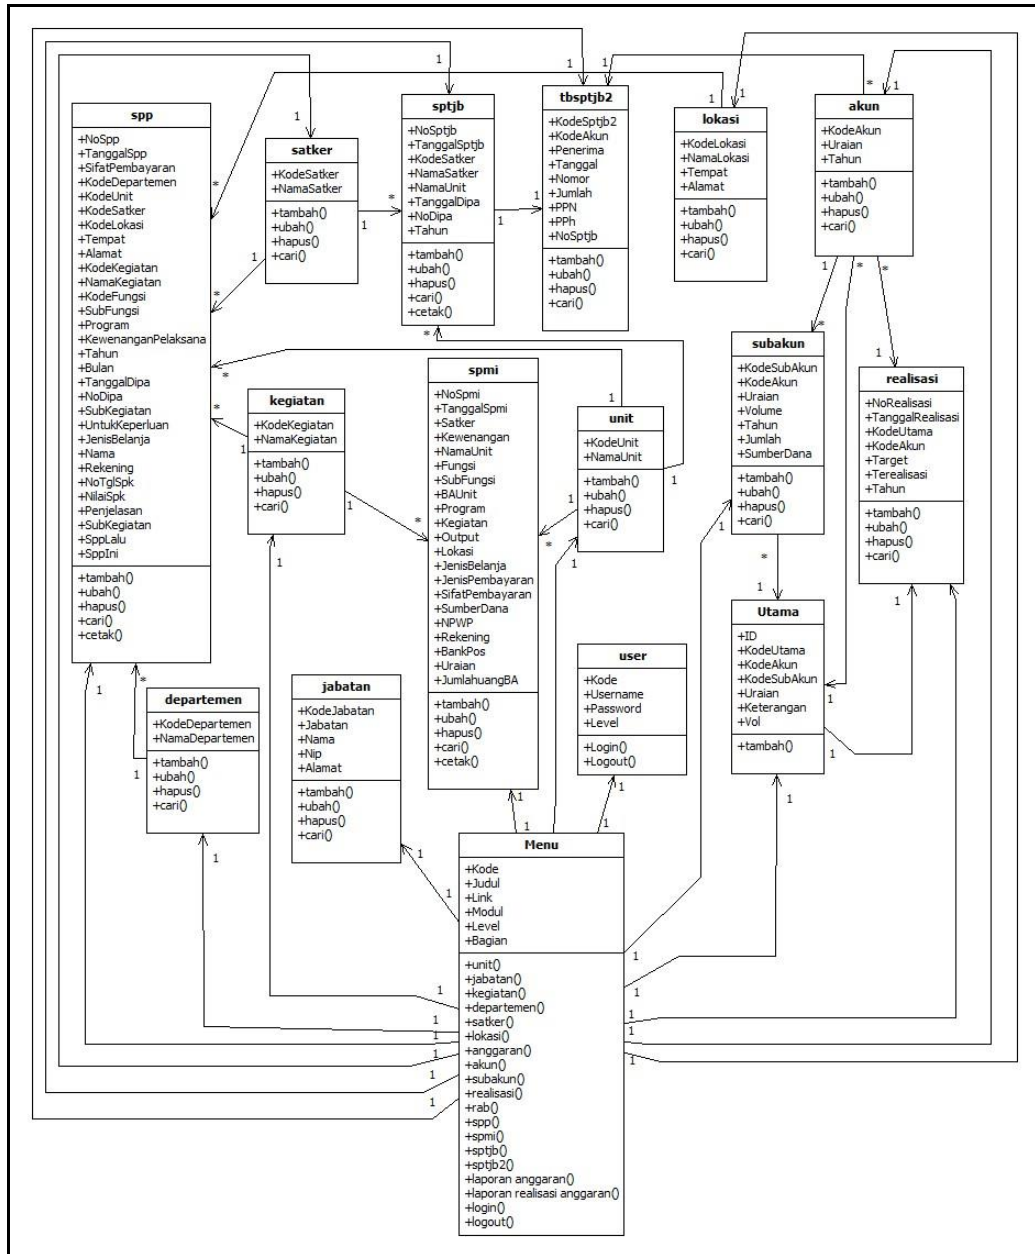 spp
+NoSpp
+TanggalSpp
+SifatPembayaran
+KodeDepartemen
+KodeUnit
+KodeSatker
+KodeLokasi
+Tempat
+Alamat
+KodeKegiatan
+NamaKegiatan
+KodeFungsi
+SubFungsi
+Program
+KewenanganPelaksana
+Tahun
+Bulan
+TanggalDipa
+NoDipa
+SubKegiatan
+UntukKeperluan
+JenisBelanja
+Nama
+Rekening
+NoTglSpk
+NilaiSpk
+Penjelasan
+SubKegiatan
+SppLalu
+SppIni
+tambah()
+ubah()
+hapus()
+cari()
+cetak()
satker
+KodeSatker
+NamaSatker
+tambah()
+ubah()
+hapus()
+cari()
sptjb
+NoSptjb
+TanggalSptjb
+KodeSatker
+NamaSatker
+NamaUnit
+TanggalDipa
+NoDipa
+Tahun
+tambah()
+ubah()
+hapus()
+cari()
+cetak()
tbsptjb2
+KodeSptjb2
+KodeAkun
+Penerima
+Tanggal
+Nomor
+Jumlah
+PPN
+PPh
+NoSptjb
+tambah()
+ubah()
+hapus()
+cari()
lokasi
+KodeLokasi
+NamaLokasi
+Tempat
+Alamat
+tambah()
+ubah()
+hapus()
+cari()
akun
+KodeAkun
+Uraian
+Tahun
+tambah()
+ubah()
+hapus()
+cari()
kegiatan
+KodeKegiatan
+NamaKegiatan
+tambah()
+ubah()
+hapus()
+cari()
spmi
+NoSpmi
+TanggalSpmi
+Satker
+Kewenangan
+NamaUnit
+Fungsi
+SubFungsi
+BAUnit
+Program
+Kegiatan
+Output
+Lokasi
+JenisBelanja
+JenisPembayaran
+SifatPembayaran
+SumberDana
+NPWP
+Rekening
+BankPos
+Uraian
+JumlahuangBA
+tambah()
+ubah()
+hapus()
+cari()
+cetak()
unit
+KodeUnit
+NamaUnit
+tambah()
+ubah()
+hapus()
+cari()
subakun
+KodeSubAkun
+KodeAkun
+Uraian
+Volume
+Tahun
+Jumlah
+SumberDana
+tambah()
+ubah()
+hapus()
+cari()
realisasi
+NoRealisasi
+TanggalRealisasi
+KodeUtama
+KodeAkun
+Target
+Terealisasi
+Tahun
+tambah()
+ubah()
+hapus()
+cari()
departemen
+KodeDepartemen
+NamaDepartemen
+tambah()
+ubah()
+hapus()
+cari()
jabatan
+KodeJabatan
+Jabatan
+Nama
+Nip
+Alamat
+tambah()
+ubah()
+hapus()
+cari()
user
+Kode
+Username
+Password
+Level
+Login()
+Logout()
Utama
+ID
+KodeUtama
+KodeAkun
+KodeSubAkun
+Uraian
+Keterangan
+Vol
+tambah()
Menu
+Kode
+Judul
+Link
+Modul
+Level
+Bagian
+unit()
+jabatan()
+kegiatan()
+departemen()
+satker()
+lokasi()
+anggaran()
+akun()
+subakun()
+realisasi()
+rab()
+spp()
+spmi()
+sptjb()
+sptjb2()
+laporan anggaran()
+laporan realisasi anggaran()
+login()
+logout()